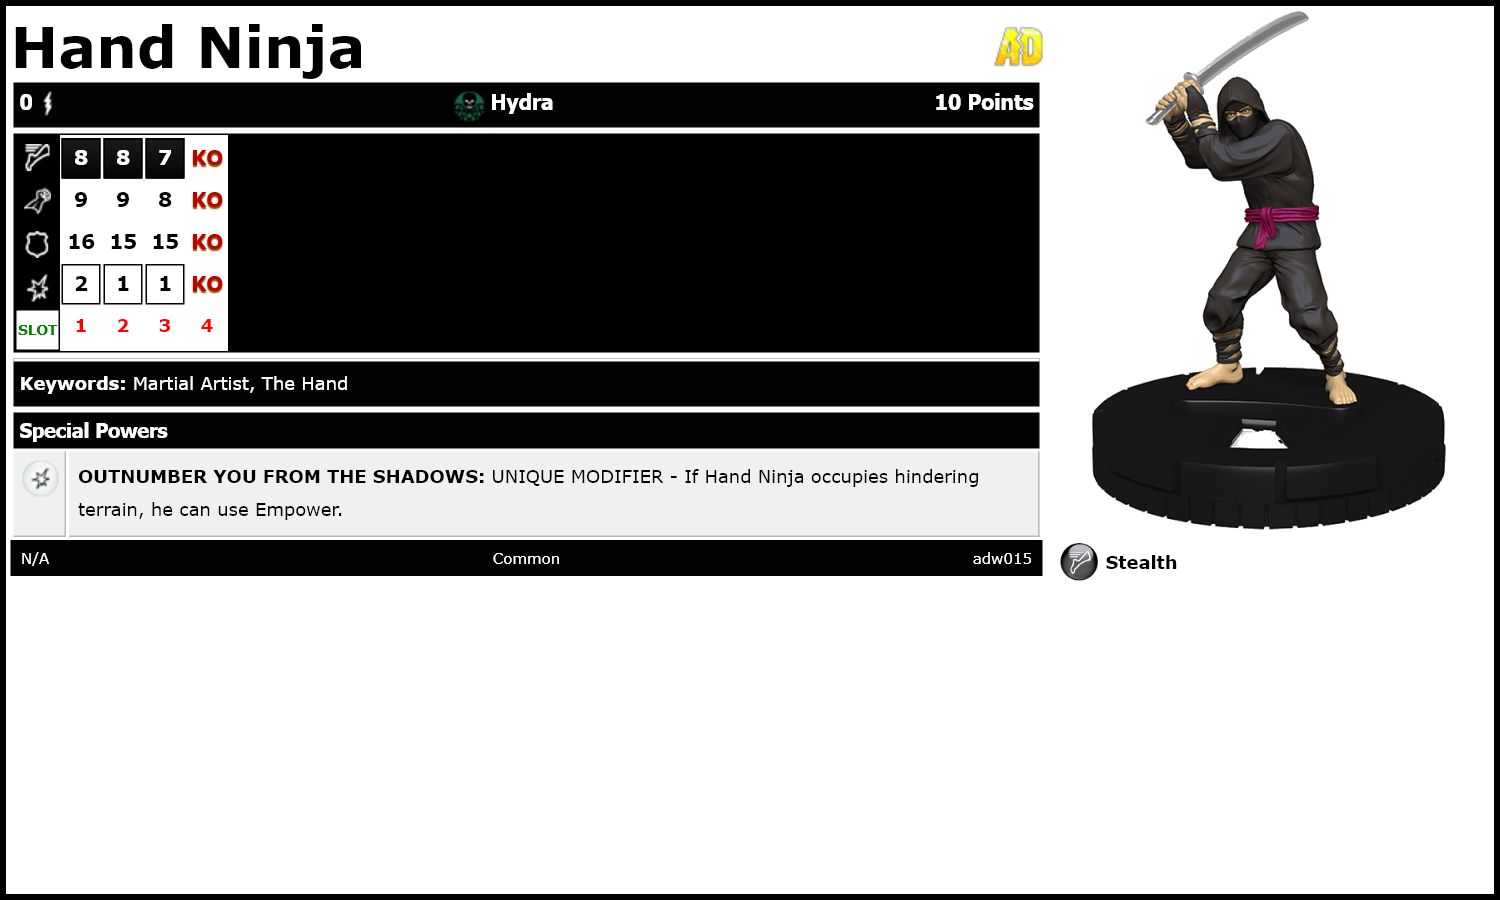 Hand Ninja
AD
0 Hydra 10 Points
8 8 7 KO
9 9 8 KO
16 15 15 KO
2 1 1 KO
SLOT 1 2 3 4
Keywords: Martial Artist, The Hand
Special Powers
OUTNUMBER YOU FROM THE SHADOWS: UNIQUE MODIFIER - If Hand Ninja occupies hindering
terrain, he can use Empower.
N/A Common adw015
Stealth